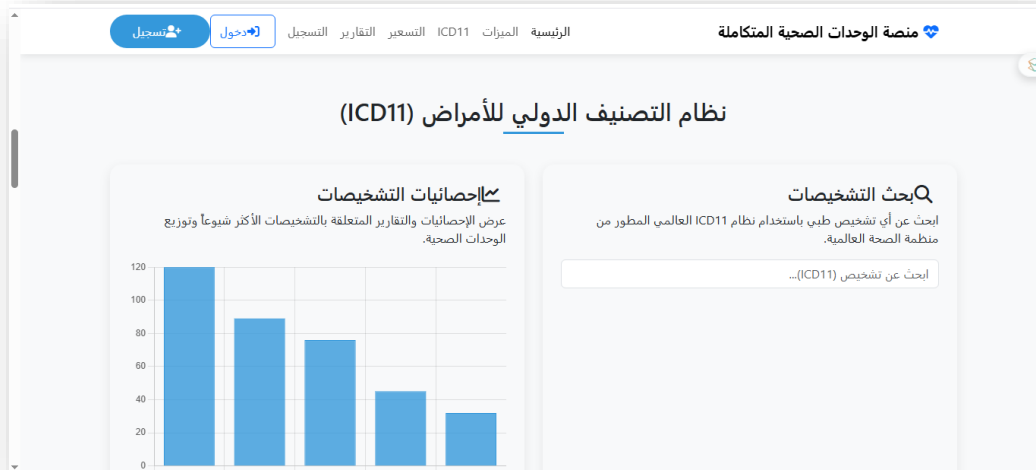 منصة الوحدات الصحية المتكاملة
الرئيسية الميزات ICD11 التسعير التقارير التسجيل دخول تسجيل
نظام التصنيف الدولي للأمراض (ICD11)
بحث التشخيصات
ابحث عن أي تشخيص طبي باستخدام نظام ICD11 العالمي المطور من
منظمة الصحة العالمية.
ابحث عن تشخيص (ICD11)...
إحصائيات التشخيصات
عرض الإحصائيات والتقارير المتعلقة بالتشخيصات الأكثر شيوعاً وتوزيع
الوحدات الصحية.
120
100
80
60
40
20
0